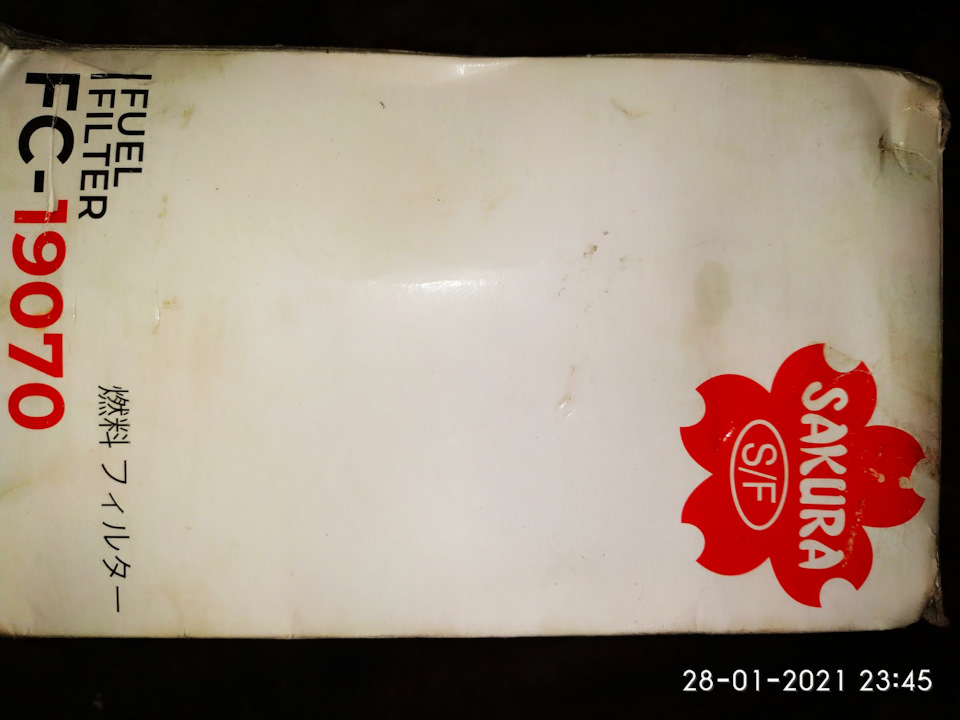 SAKURA
S/F
FUEL
FILTER
燃料 フィルター
FC-19070
28-01-2021 23:45